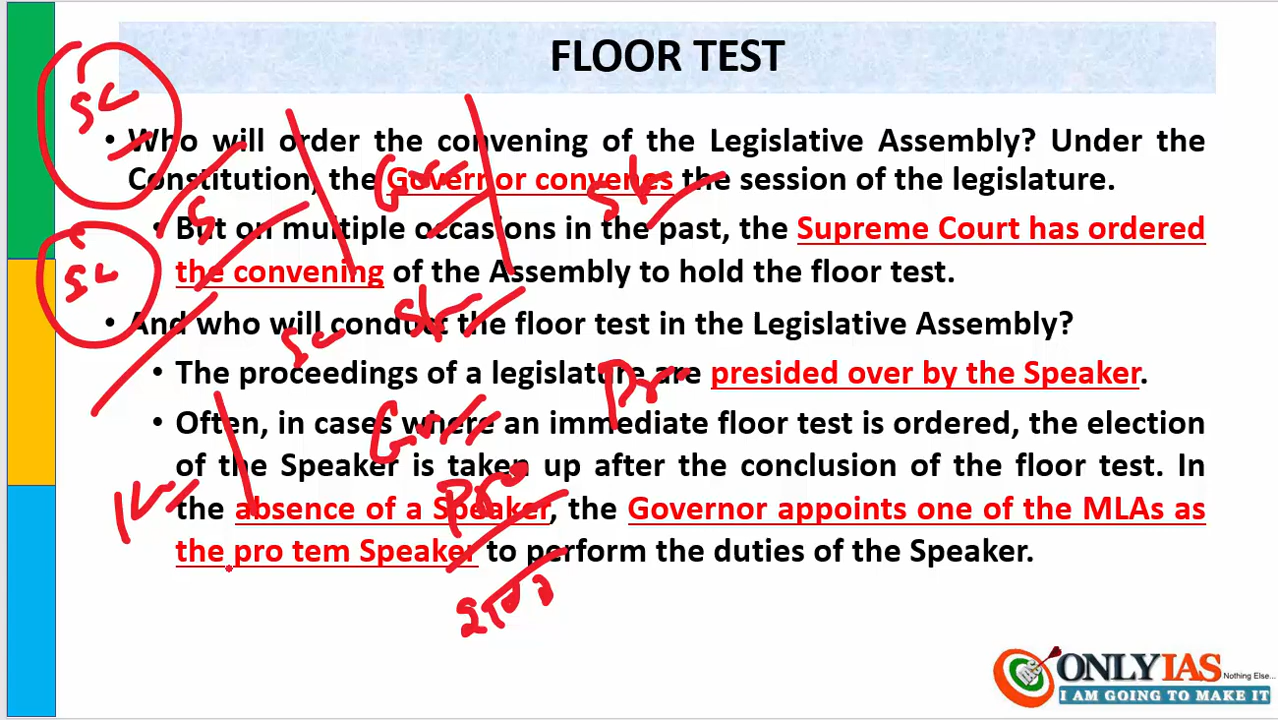 FLOOR TEST
• Who will order the convening of the Legislative Assembly? Under the
Constitution, the Governor convenes the session of the legislature.
• But on multiple occasions in the past, the Supreme Court has ordered
the convening of the Assembly to hold the floor test.
• And who will conduct the floor test in the Legislative Assembly?
• The proceedings of a legislature are presided over by the Speaker.
• Often, in cases where an immediate floor test is ordered, the election
of the Speaker is taken up after the conclusion of the floor test. In
the absence of a Speaker, the Governor appoints one of the MLAs as
the pro tem Speaker to perform the duties of the Speaker.
SC
SC
SC
Pro
ONLYIAS
Nothing Else...
I AM GOING TO MAKE IT